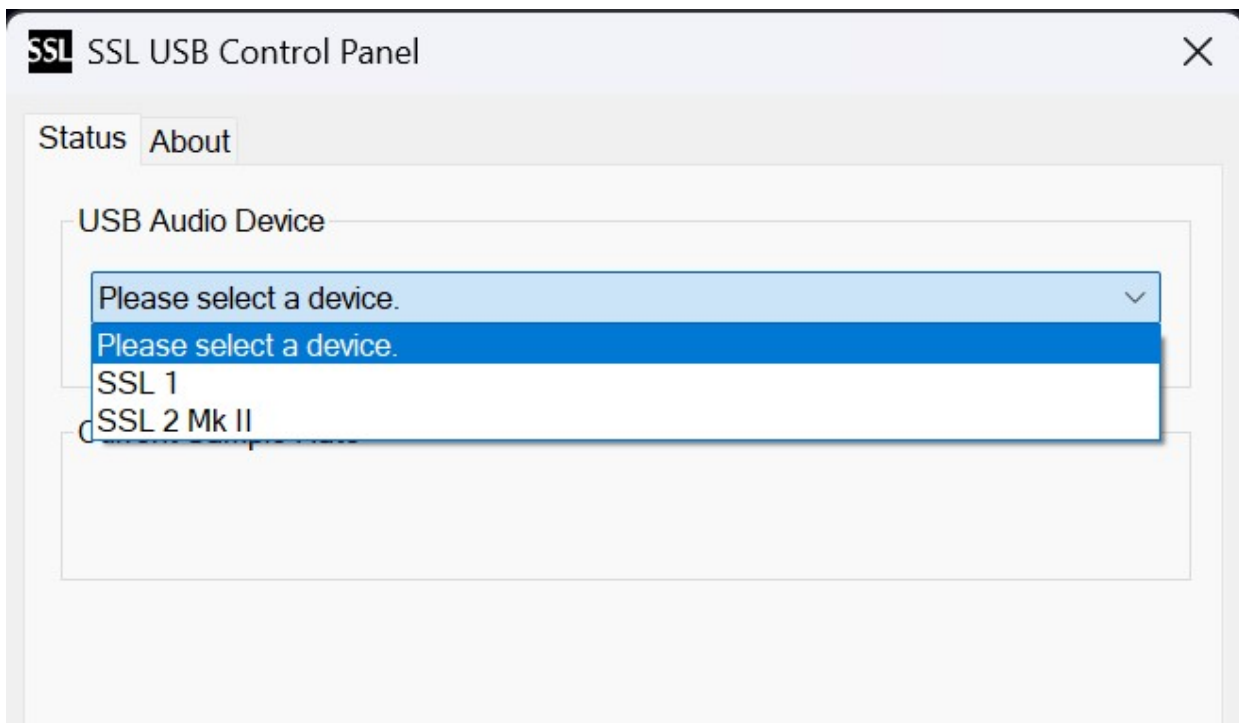 SSL SSL USB Control Panel
Status About
USB Audio Device
Please select a device.
Please select a device.
SSL 1
SSL 2 Mk II